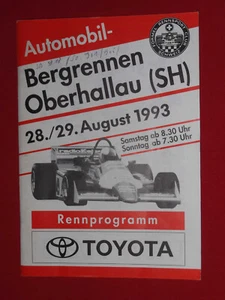 Automobil-
Bergrennen
Oberhallau (SH)
28./29. August 1993
Samstag ab 8.30 Uhr
Sonntag ab 7.30 Uhr
Rennprogramm
TOYOTA